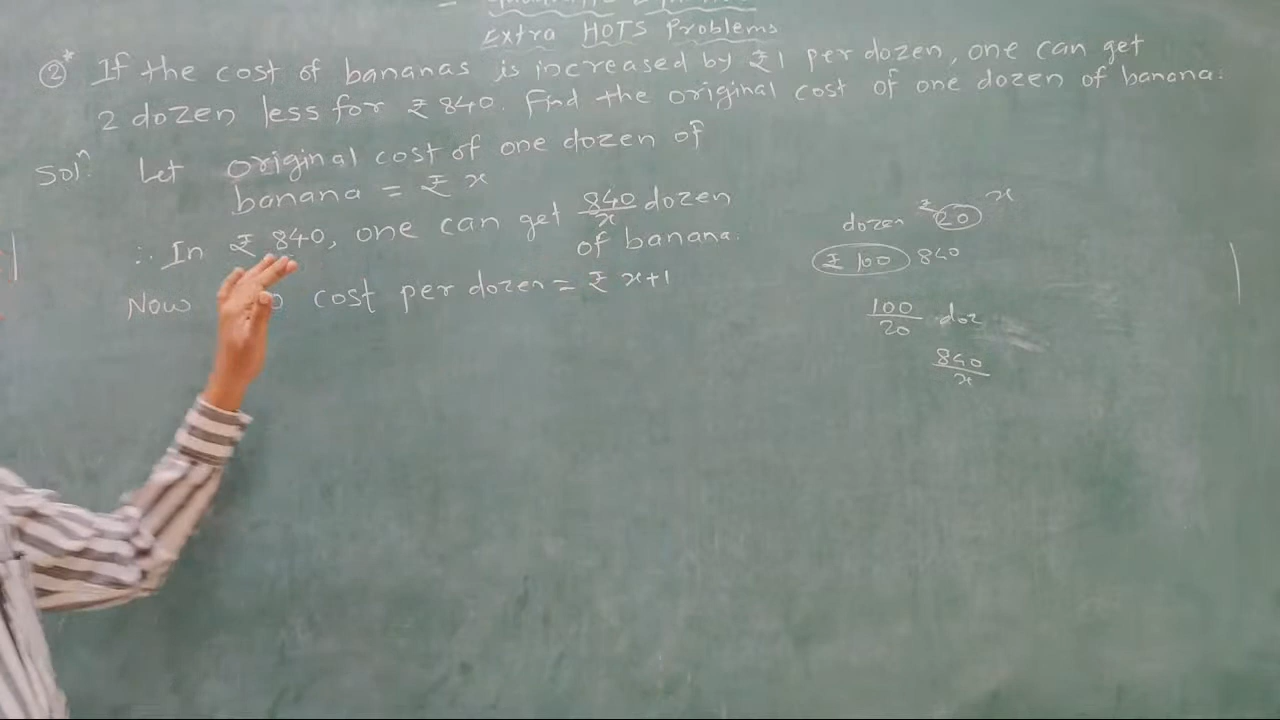 Extra HOTS Problems
②* If the cost of bananas is increased by ₹1 per dozen, one can get
2 dozen less for ₹ 840. Find the original cost of one dozen of banana.
Solⁿ. Let original cost of one dozen of
banana = ₹ x
∴ In ₹ 840, one can get 840/x dozen
of banana.
Now cost per dozen = ₹ x+1
dozen ₹ 20 x
₹ 100 840
100/20 doz
840/x